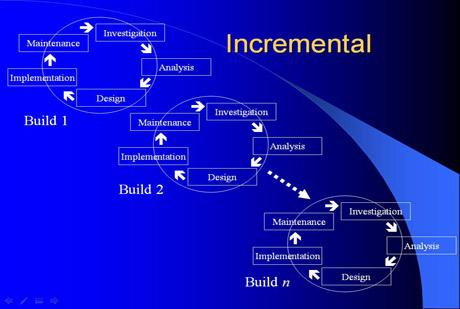 Incremental
Investigation
Maintenance
Analysis
Implementation
Design
Build 1
Investigation
Maintenance
Analysis
Implementation
Design
Build 2
Investigation
Maintenance
Analysis
Implementation
Design
Build n